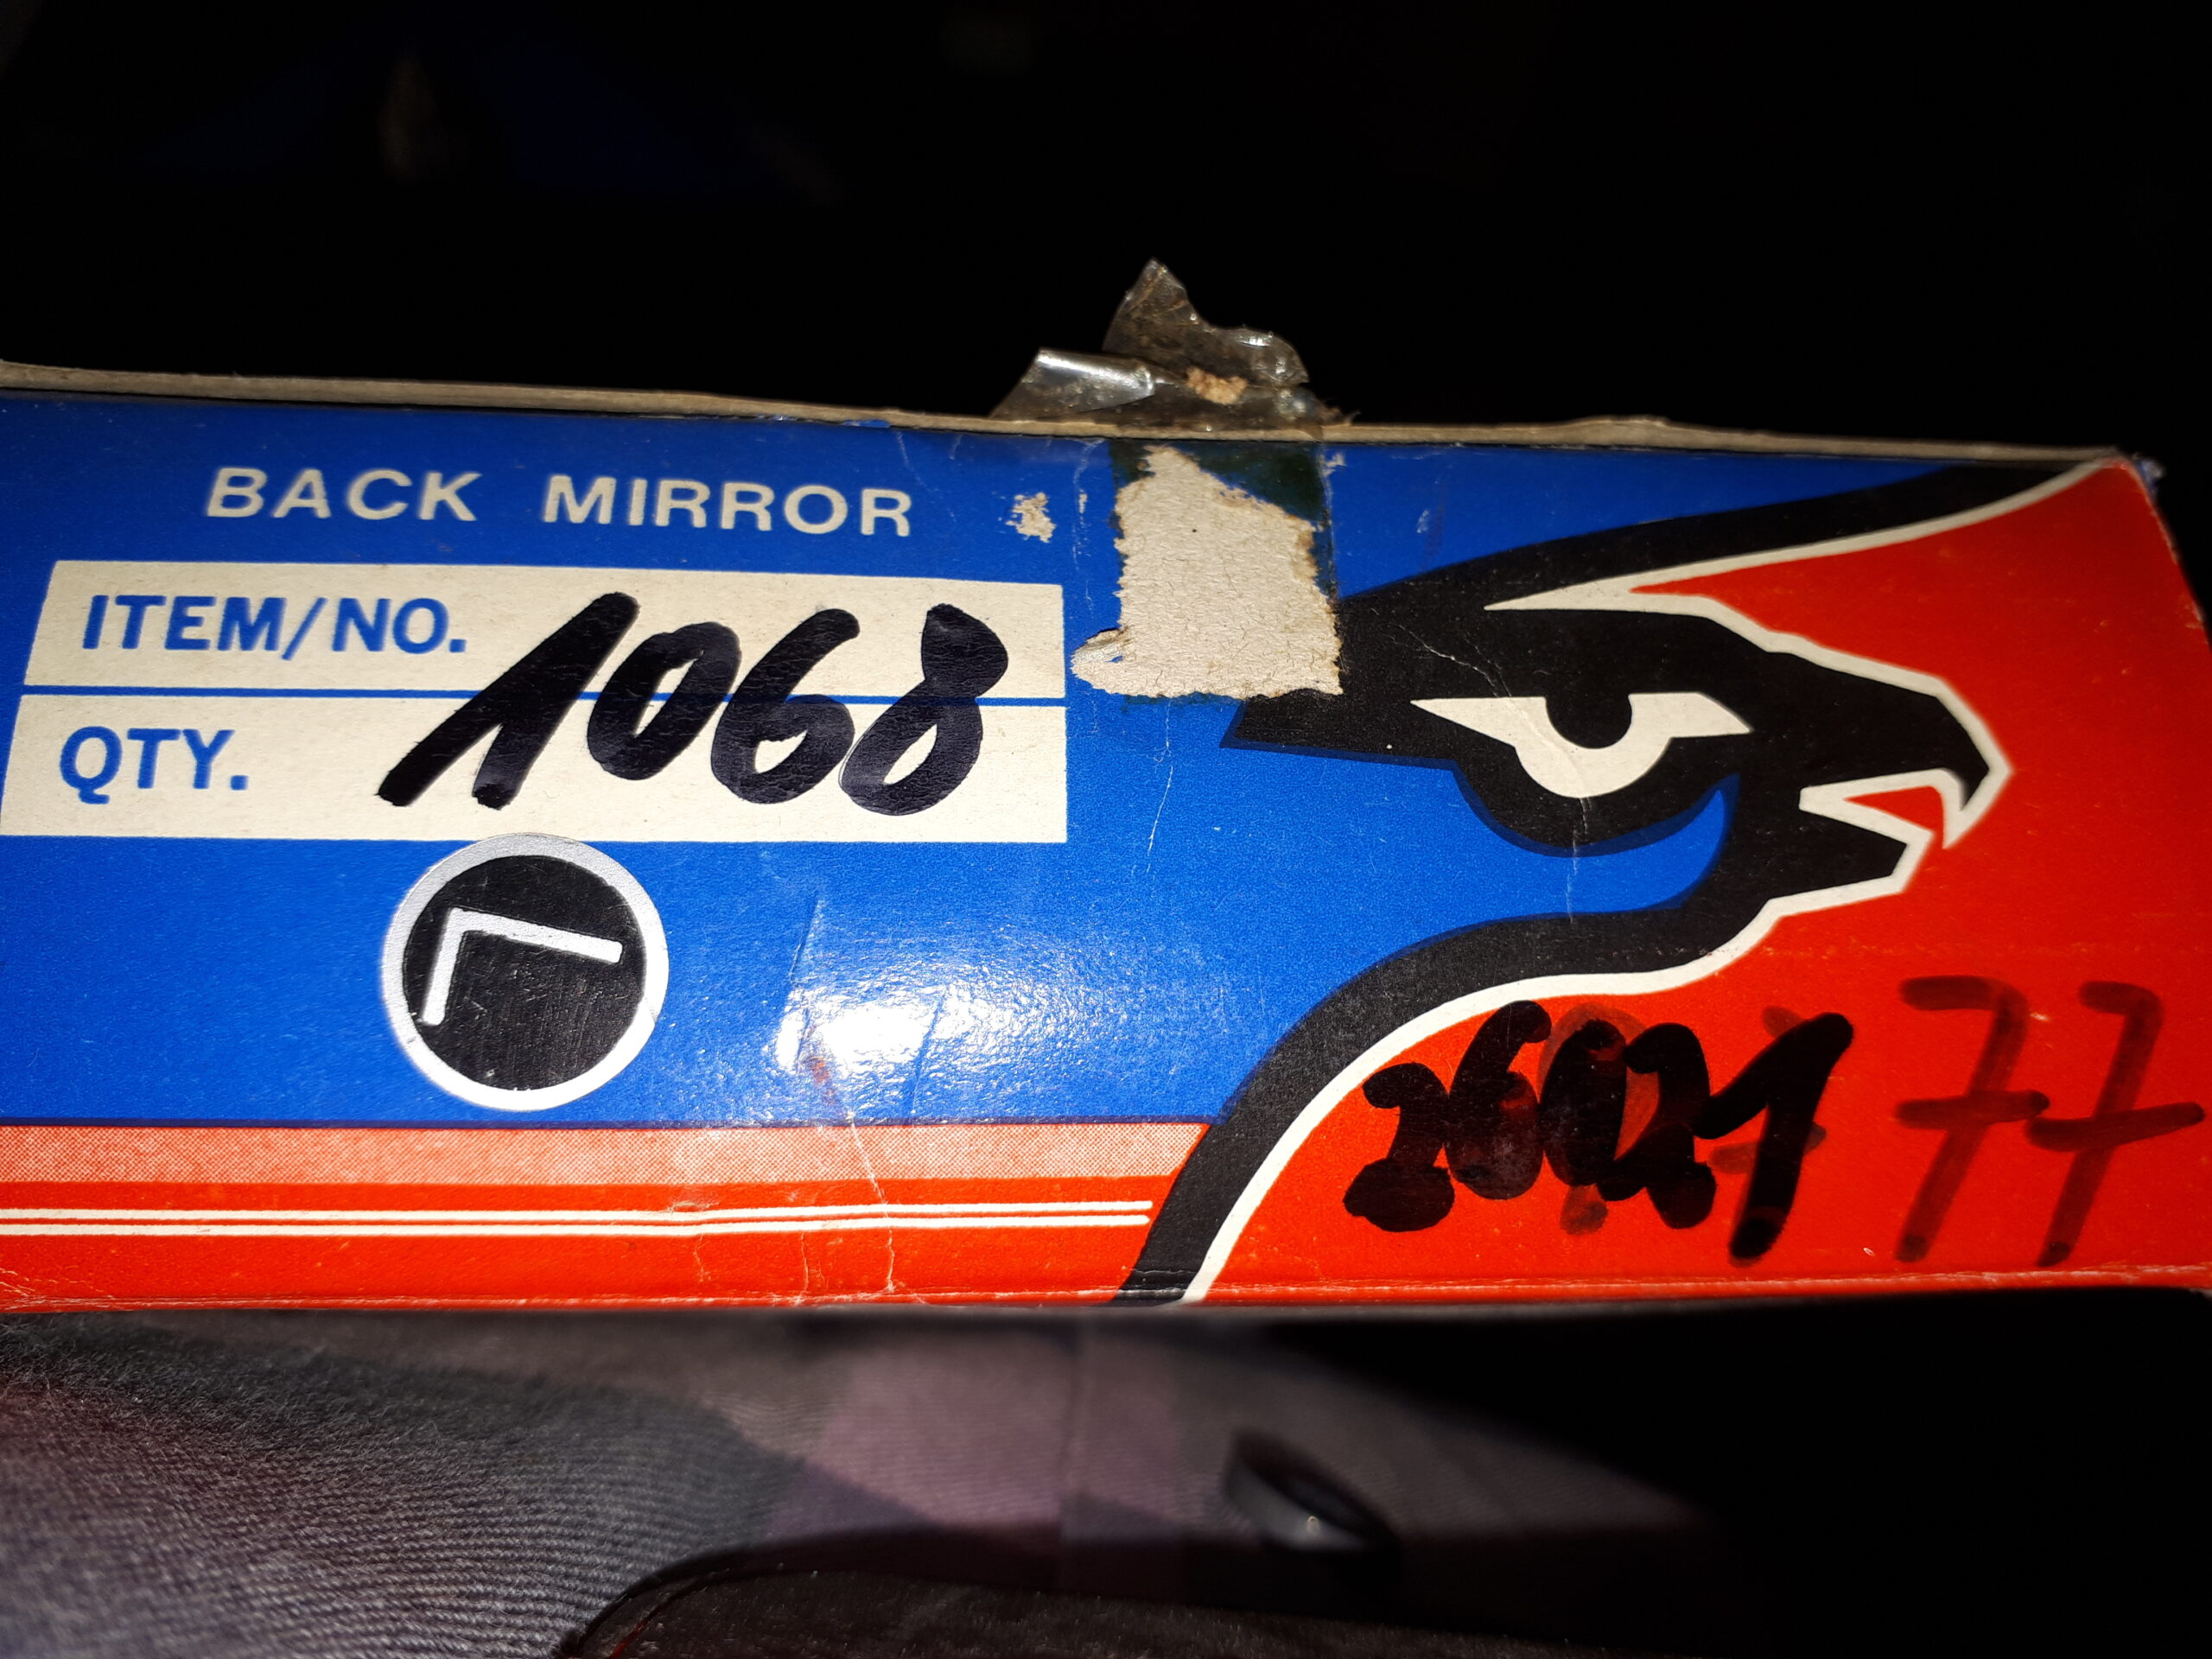 BACK MIRROR
ITEM/NO. 1068
QTY.
L
77